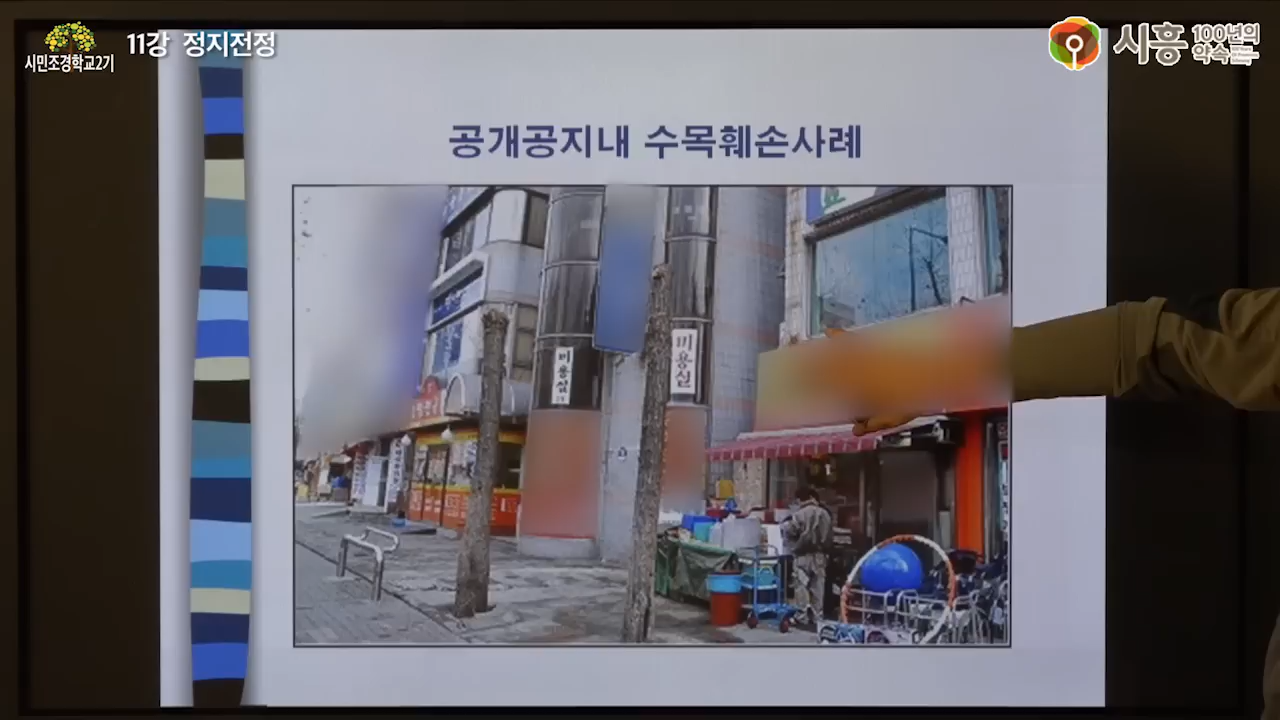 시민조경학교2기
11강 정지전정
시흥 100년의
약속
공개공지내 수목훼손사례
비용실
비용실